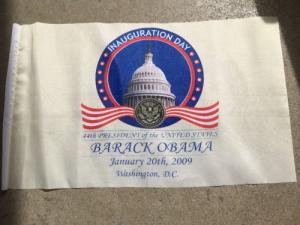 INAUGURATION DAY
44th PRESIDENT of the UNITED STATES
BARACK OBAMA
January 20th, 2009
Washington, D.C.